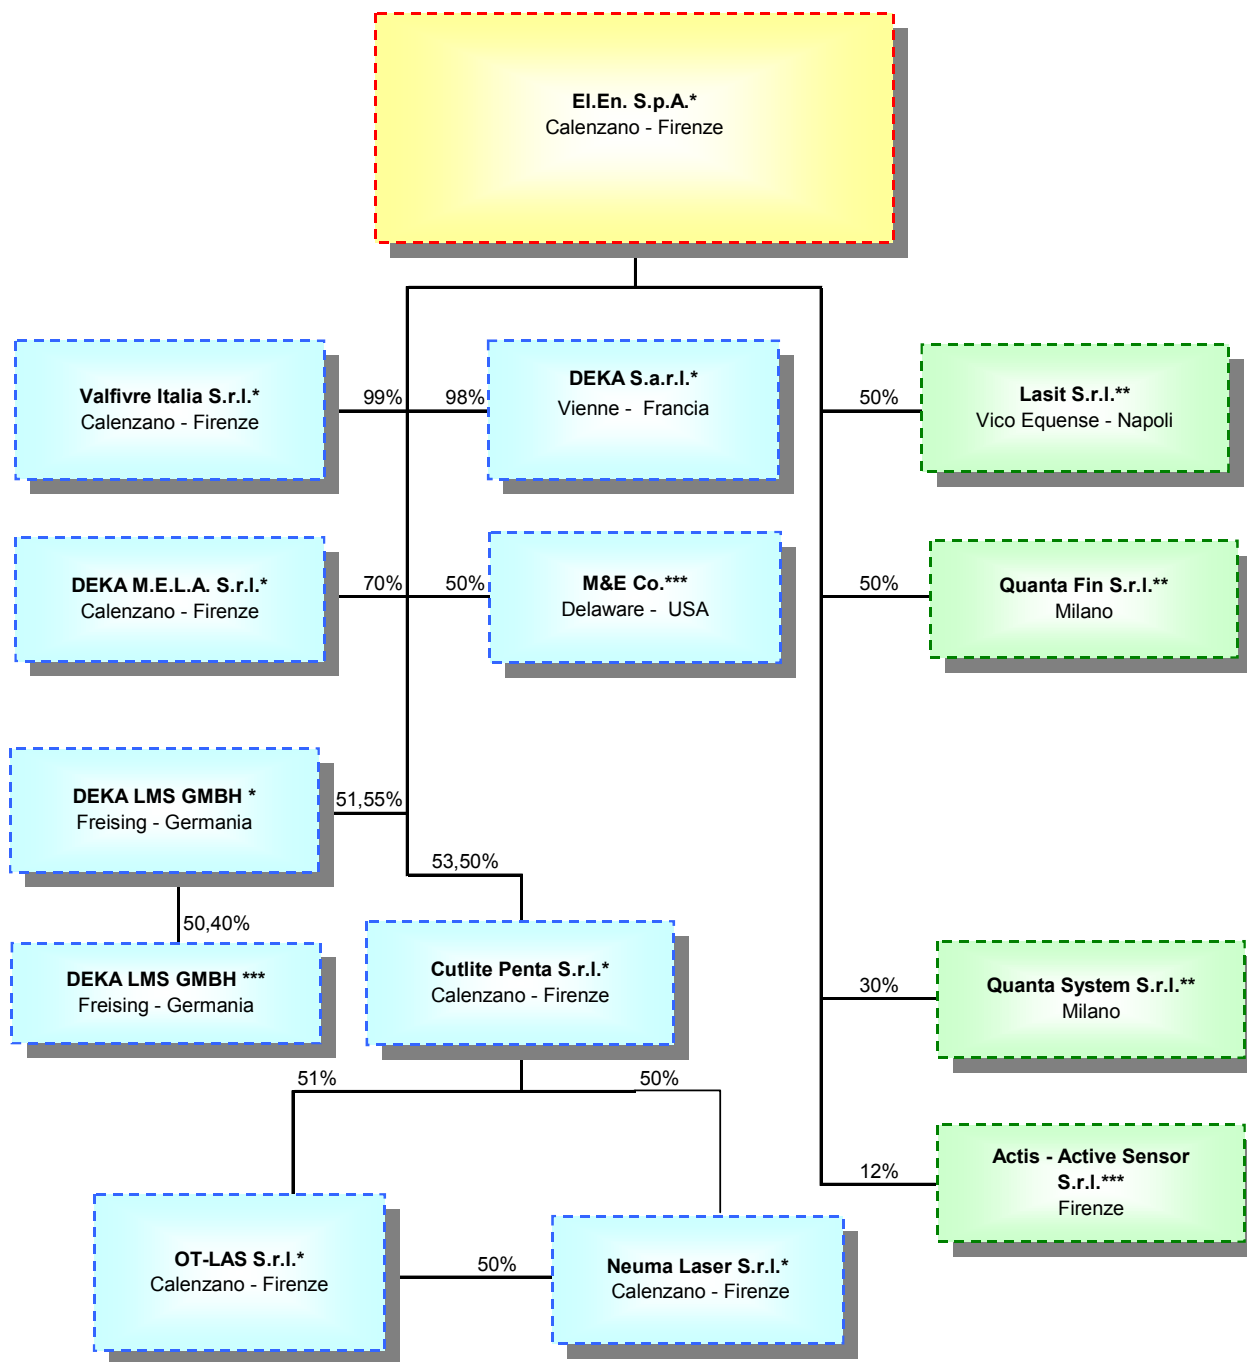 El.En. S.p.A.*
Calenzano - Firenze
Valfivre Italia S.r.l.*
Calenzano - Firenze
99%
98%
DEKA S.a.r.l.*
Vienne - Francia
50%
Lasit S.r.l.**
Vico Equense - Napoli
DEKA M.E.L.A. S.r.l.*
Calenzano - Firenze
70%
50%
M&E Co.***
Delaware - USA
50%
Quanta Fin S.r.l.**
Milano
DEKA LMS GMBH *
Freising - Germania
51,55%
53,50%
50,40%
DEKA LMS GMBH ***
Freising - Germania
Cutlite Penta S.r.l.*
Calenzano - Firenze
30%
Quanta System S.r.l.**
Milano
51%
50%
12%
Actis - Active Sensor
S.r.l.***
Firenze
OT-LAS S.r.l.*
Calenzano - Firenze
50%
Neuma Laser S.r.l.*
Calenzano - Firenze